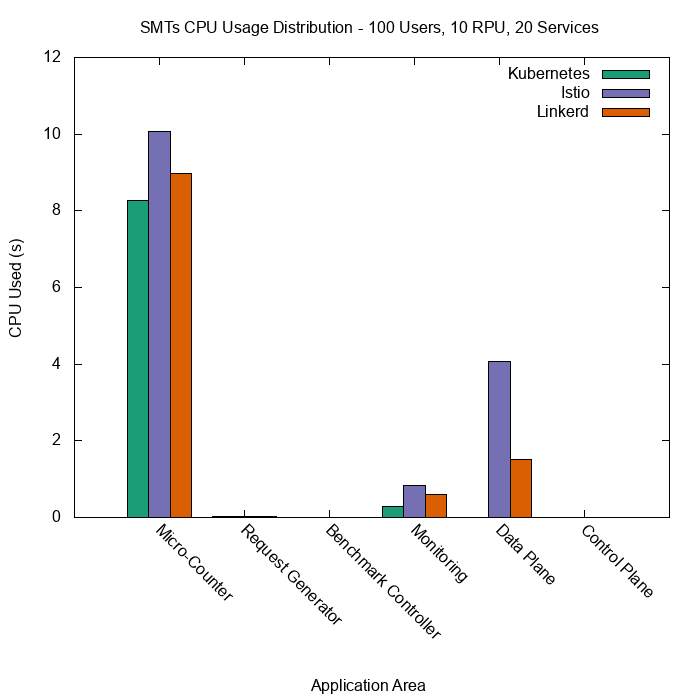 SMTs CPU Usage Distribution - 100 Users, 10 RPU, 20 Services
12
10
8
6
4
2
0
CPU Used (s)
Kubernetes
Istio
Linkerd
Micro-Counter
Request Generator
Benchmark Controller
Monitoring
Data Plane
Control Plane
Application Area